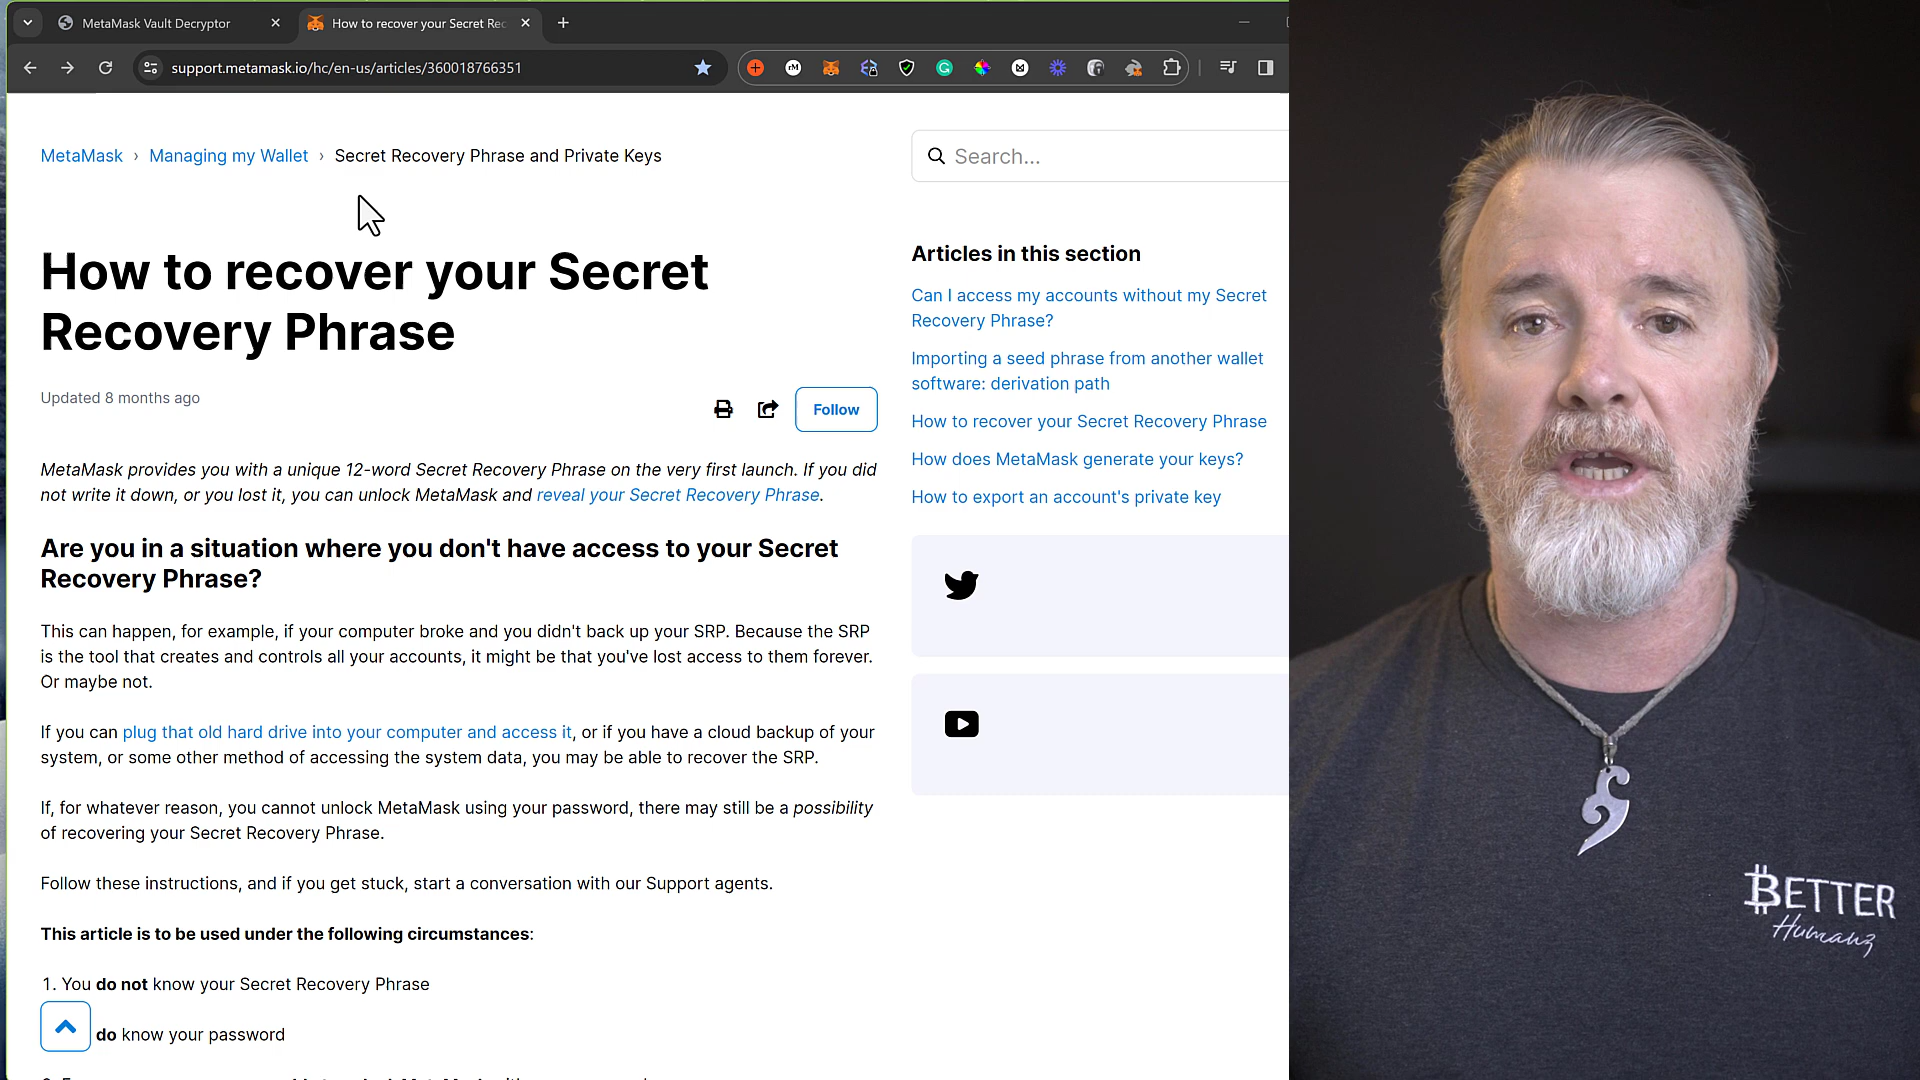 MetaMask Vault Decryptor
How to recover your Secret Rec
support.metamask.io/hc/en-us/articles/360018766351
MetaMask › Managing my Wallet › Secret Recovery Phrase and Private Keys
Search...
How to recover your Secret
Recovery Phrase
Updated 8 months ago
Follow
MetaMask provides you with a unique 12-word Secret Recovery Phrase on the very first launch. If you did
not write it down, or you lost it, you can unlock MetaMask and reveal your Secret Recovery Phrase.
Are you in a situation where you don't have access to your Secret
Recovery Phrase?
This can happen, for example, if your computer broke and you didn't back up your SRP. Because the SRP
is the tool that creates and controls all your accounts, it might be that you've lost access to them forever.
Or maybe not.
If you can plug that old hard drive into your computer and access it, or if you have a cloud backup of your
system, or some other method of accessing the system data, you may be able to recover the SRP.
If, for whatever reason, you cannot unlock MetaMask using your password, there may still be a possibility
of recovering your Secret Recovery Phrase.
Follow these instructions, and if you get stuck, start a conversation with our Support agents.
This article is to be used under the following circumstances:
1. You do not know your Secret Recovery Phrase
do know your password
Articles in this section
Can I access my accounts without my Secret
Recovery Phrase?
Importing a seed phrase from another wallet
software: derivation path
How to recover your Secret Recovery Phrase
How does MetaMask generate your keys?
How to export an account's private key
BETTER
Humanz